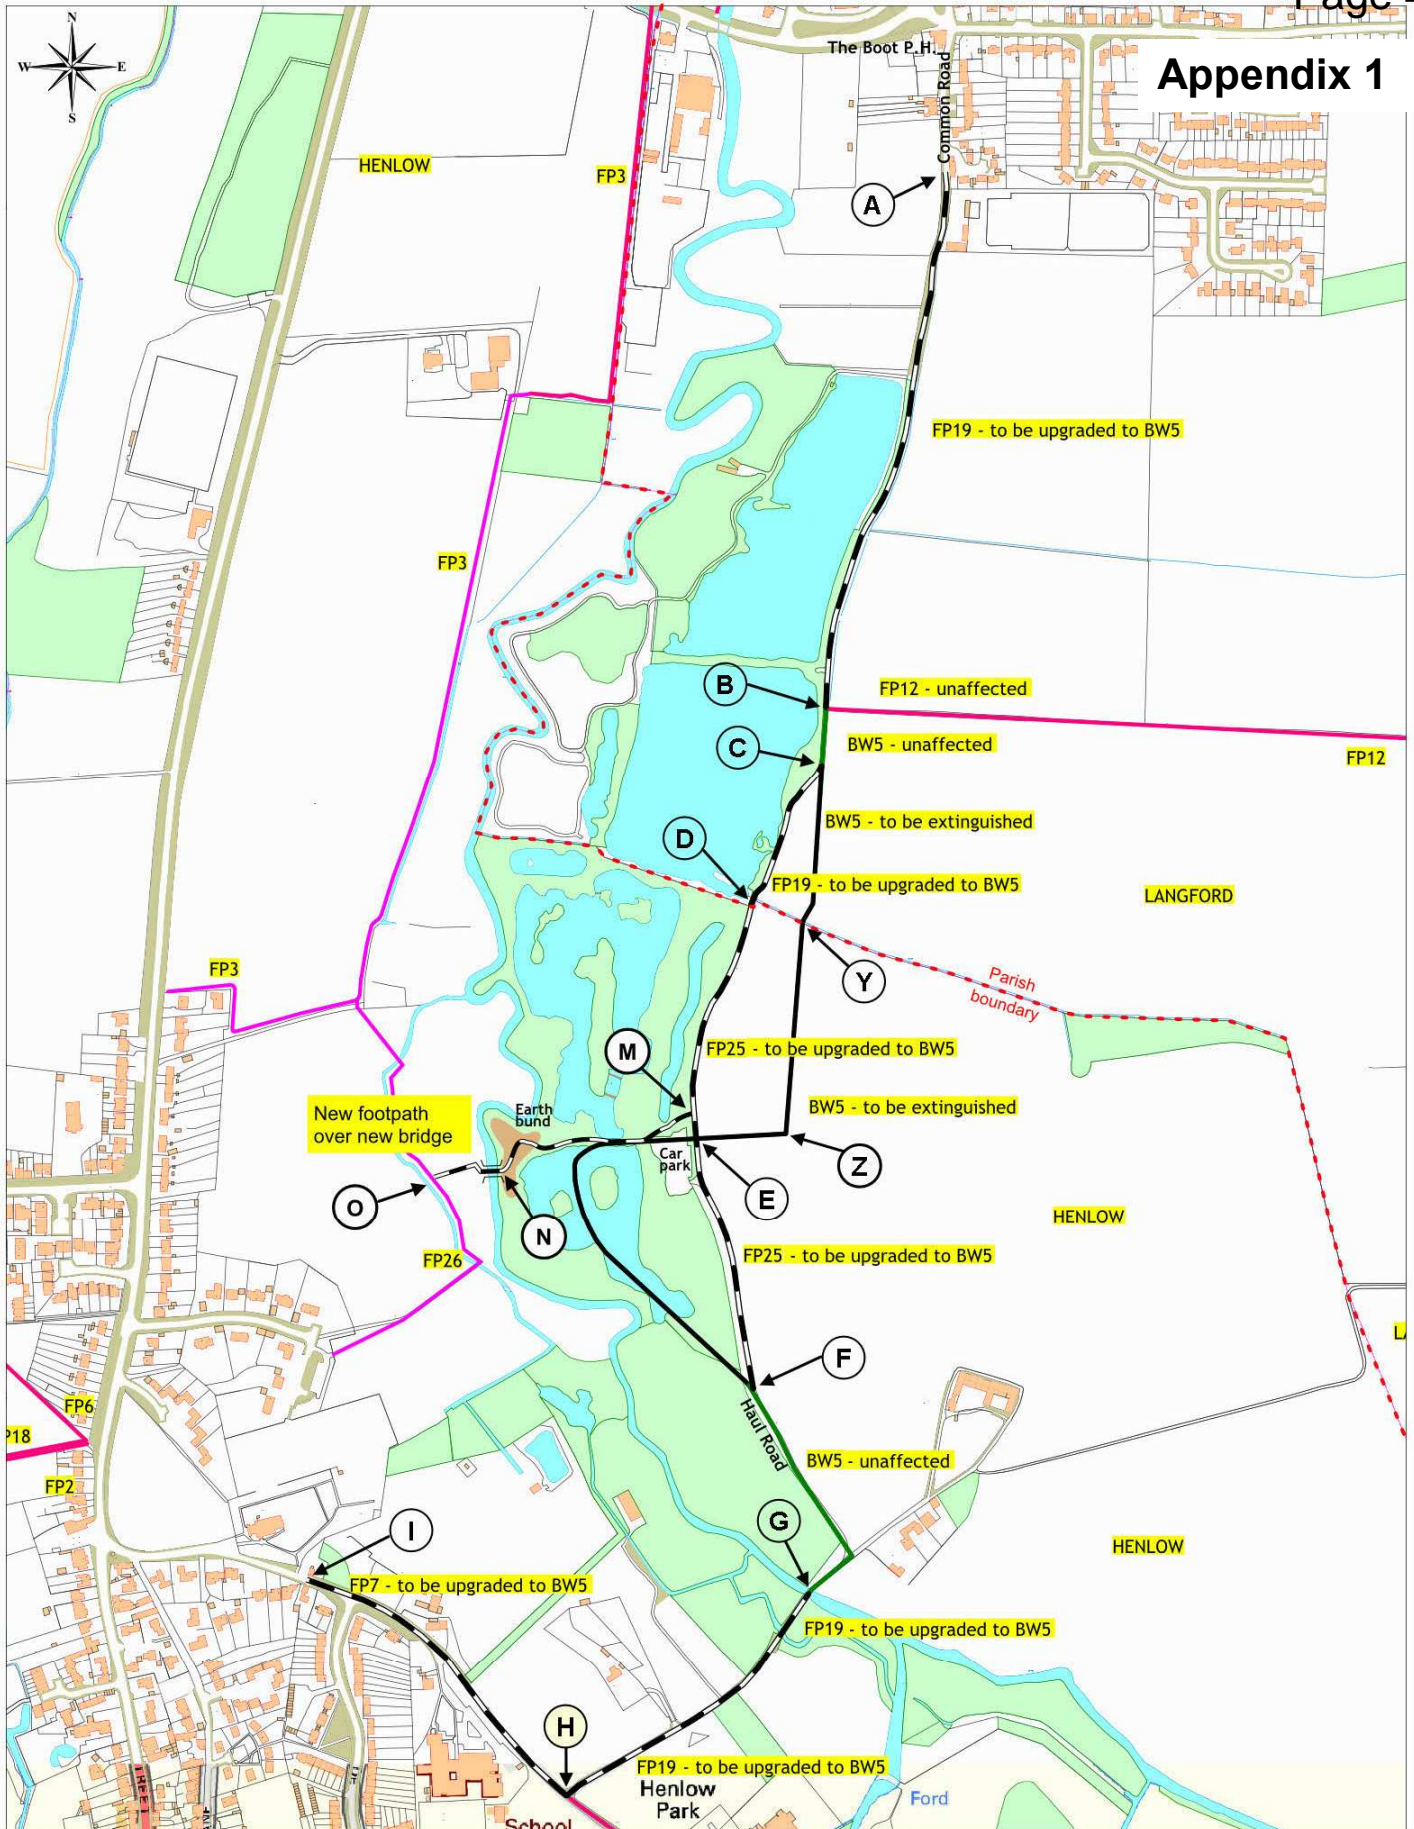 Page
Appendix 1
N
W
E
S
The Boot P.H.
Common Road
HENLOW
FP3
A
FP19 - to be upgraded to BW5
FP3
B
FP12 - unaffected
C
BW5 - unaffected
FP12
BW5 - to be extinguished
D
FP19 - to be upgraded to BW5
LANGFORD
FP3
Y
Parish
boundary
M
FP25 - to be upgraded to BW5
New footpath
over new bridge
Earth
bund
BW5 - to be extinguished
Car
park
Z
E
O
N
HENLOW
FP26
FP25 - to be upgraded to BW5
F
LA
FP6
P18
Haul Road
BW5 - unaffected
FP2
G
I
HENLOW
FP7 - to be upgraded to BW5
FP19 - to be upgraded to BW5
H
FP19 - to be upgraded to BW5
Henlow
Park
Ford
School